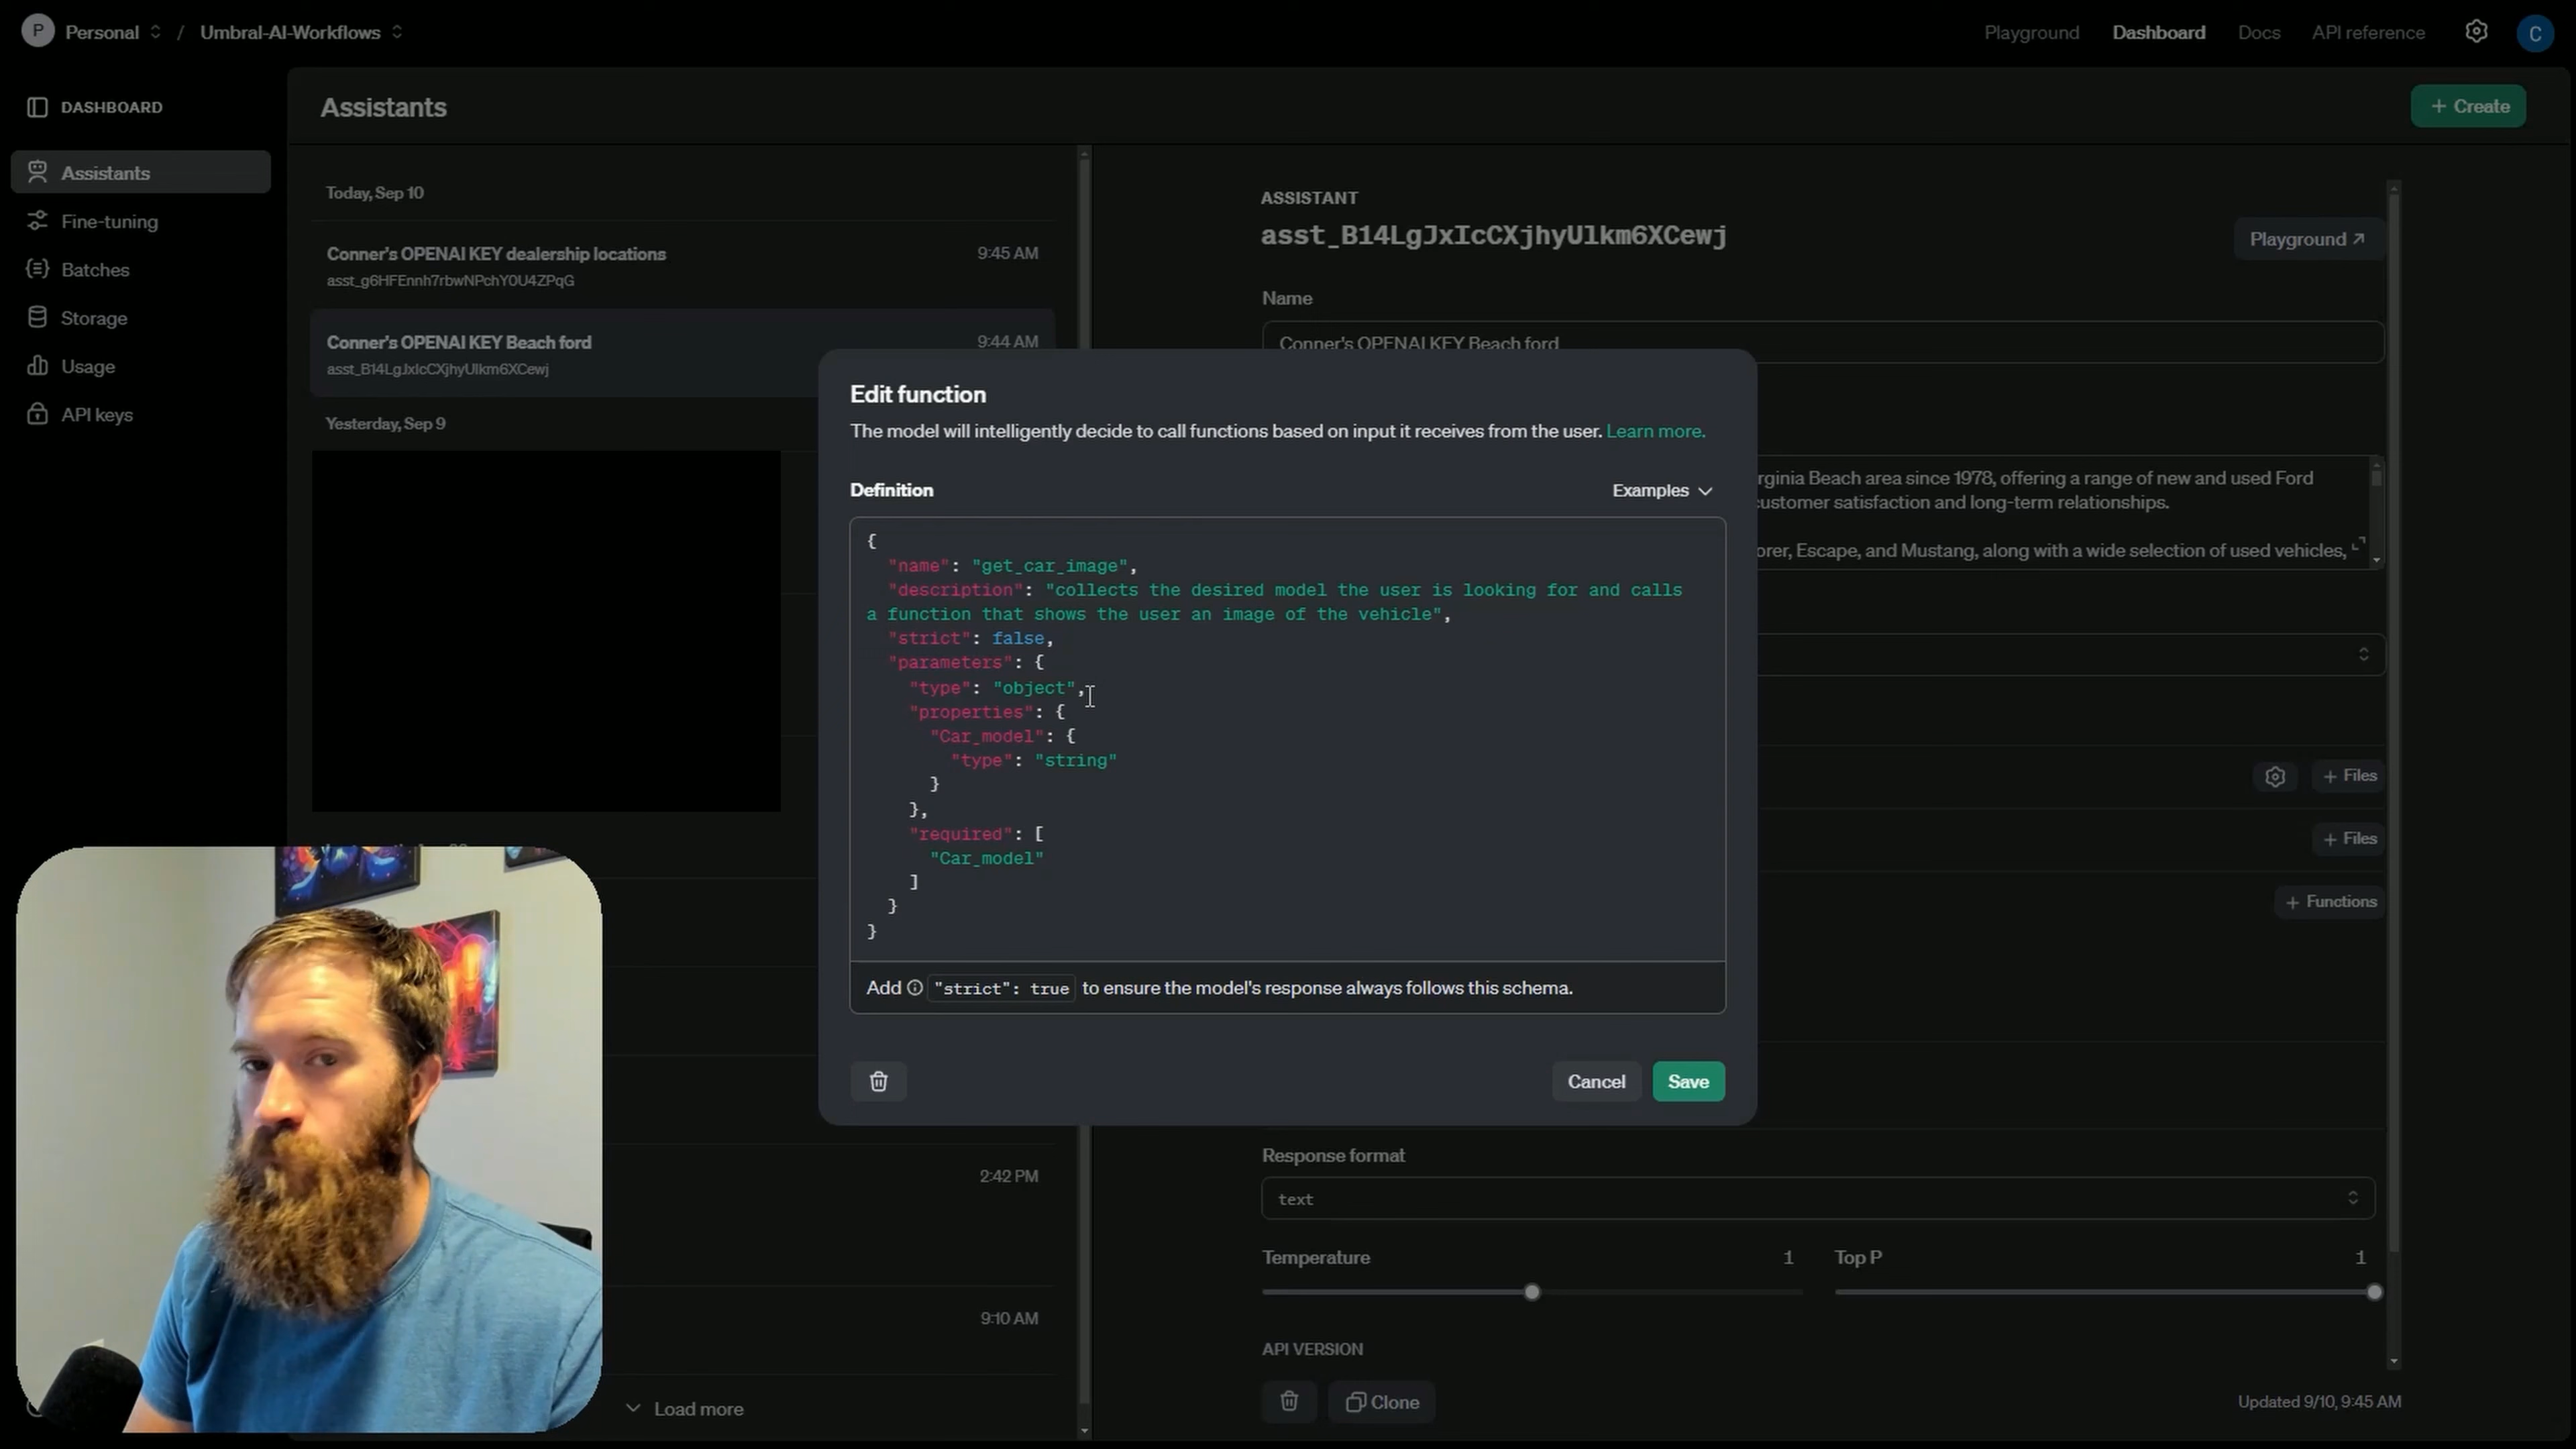 P Personal / Umbral-AI-Workflows
Playground Dashboard Docs API reference C
DASHBOARD
Assistants
Fine-tuning
Batches
Storage
Usage
API keys
Assistants
+ Create
Today, Sep 10
Conner's OPENAI KEY dealership locations 9:45 AM
asst_g6HFEnnh7rbwNPchY0U4ZPqG
Conner's OPENAI KEY Beach ford 9:44 AM
asst_B14LgJxIcCXjhyUlkm6XCewj
Yesterday, Sep 9
2:42 PM
9:10 AM
Load more
ASSISTANT
asst_B14LgJxIcCXjhyUlkm6XCewj
Playground
Name
Conner's OPENAI KEY Beach ford
rginia Beach area since 1978, offering a range of new and used Ford
customer satisfaction and long-term relationships.
orer, Escape, and Mustang, along with a wide selection of used vehicles,
+ Files
+ Files
+ Functions
Edit function
The model will intelligently decide to call functions based on input it receives from the user. Learn more.
Definition
Examples
{
"name": "get_car_image",
"description": "collects the desired model the user is looking for and calls
a function that shows the user an image of the vehicle",
"strict": false,
"parameters": {
"type": "object",
"properties": {
"Car_model": {
"type": "string"
}
},
"required": [
"Car_model"
]
}
}
Add "strict": true to ensure the model's response always follows this schema.
Cancel
Save
Response format
text
Temperature 1
Top P 1
API VERSION
Clone
Updated 9/10, 9:45 AM